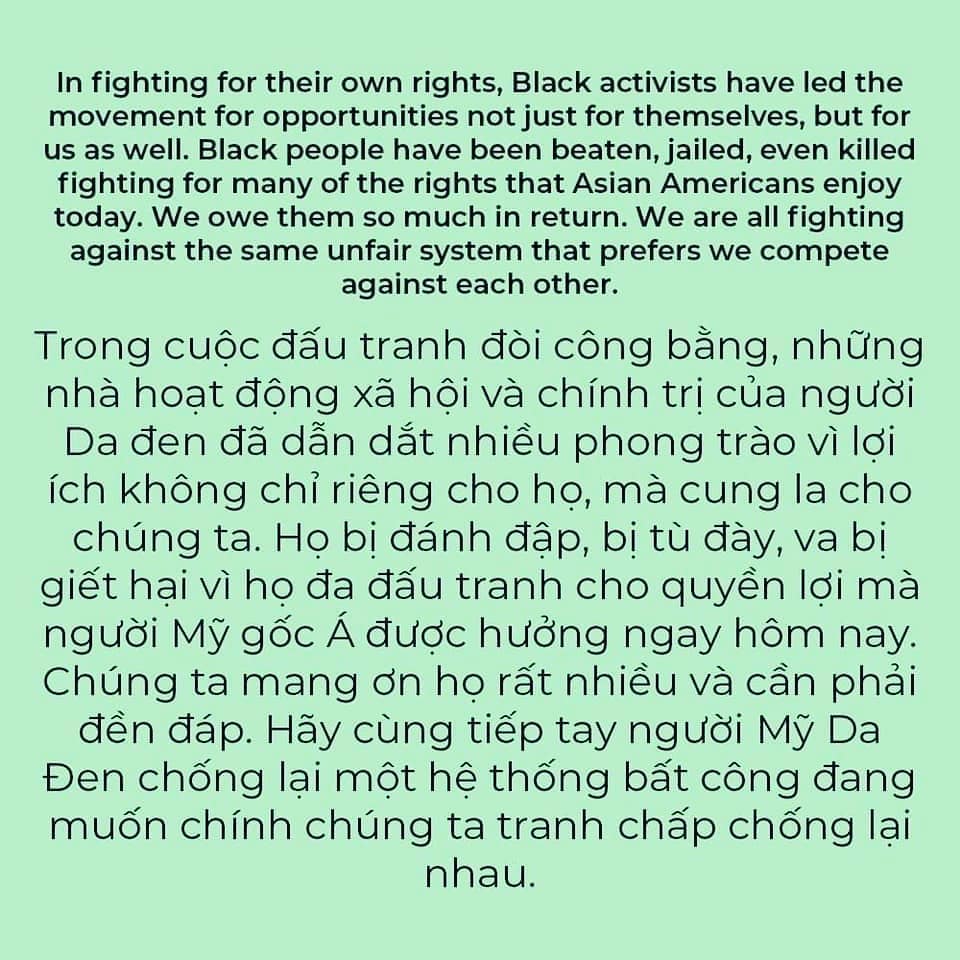 In fighting for their own rights, Black activists have led the
movement for opportunities not just for themselves, but for
us as well. Black people have been beaten, jailed, even killed
fighting for many of the rights that Asian Americans enjoy
today. We owe them so much in return. We are all fighting
against the same unfair system that prefers we compete
against each other.
Trong cuộc đấu tranh đòi công bằng, những
nhà hoạt động xã hội và chính trị của người
Da đen đã dẫn dắt nhiều phong trào vì lợi
ích không chỉ riêng cho họ, mà cung la cho
chúng ta. Họ bị đánh đập, bị tù đày, va bị
giết hại vì họ đa đấu tranh cho quyền lợi mà
người Mỹ gốc Á được hưởng ngay hôm nay.
Chúng ta mang ơn họ rất nhiều và cần phải
đền đáp. Hãy cùng tiếp tay người Mỹ Da
Đen chống lại một hệ thống bất công đang
muốn chính chúng ta tranh chấp chống lại
nhau.